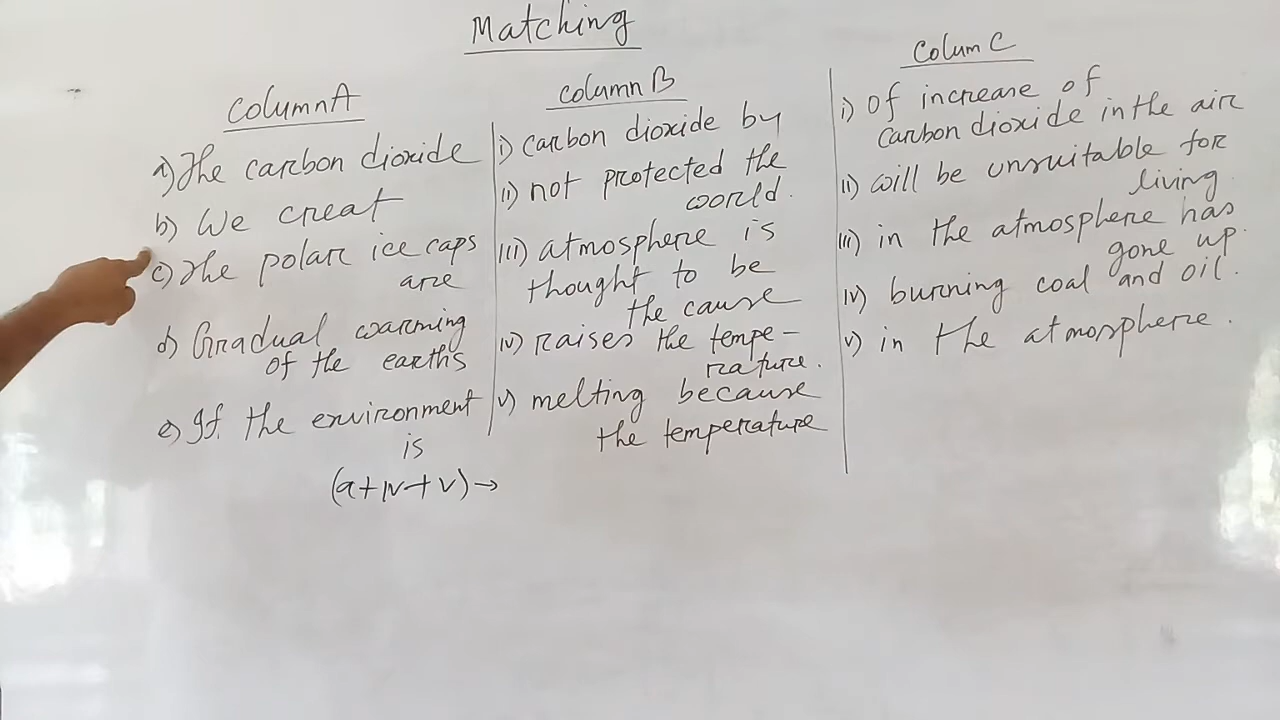 Matching
Column A
a) The carbon dioxide
b) We creat
c) The polar ice caps
are
d) Gradual warming
of the earths
e) If the environment
is
(a+iv+v)→
Column B
i) carbon dioxide by
ii) not protected the
world.
iii) atmosphere is
thought to be
the cause
iv) raises the tempe-
rature.
v) melting because
the temperature
Colum C
i) Of increase of
carbon dioxide in the air
ii) will be unsuitable for
living.
iii) in the atmosphere has
gone up.
iv) burning coal and oil.
v) in the atmosphere.